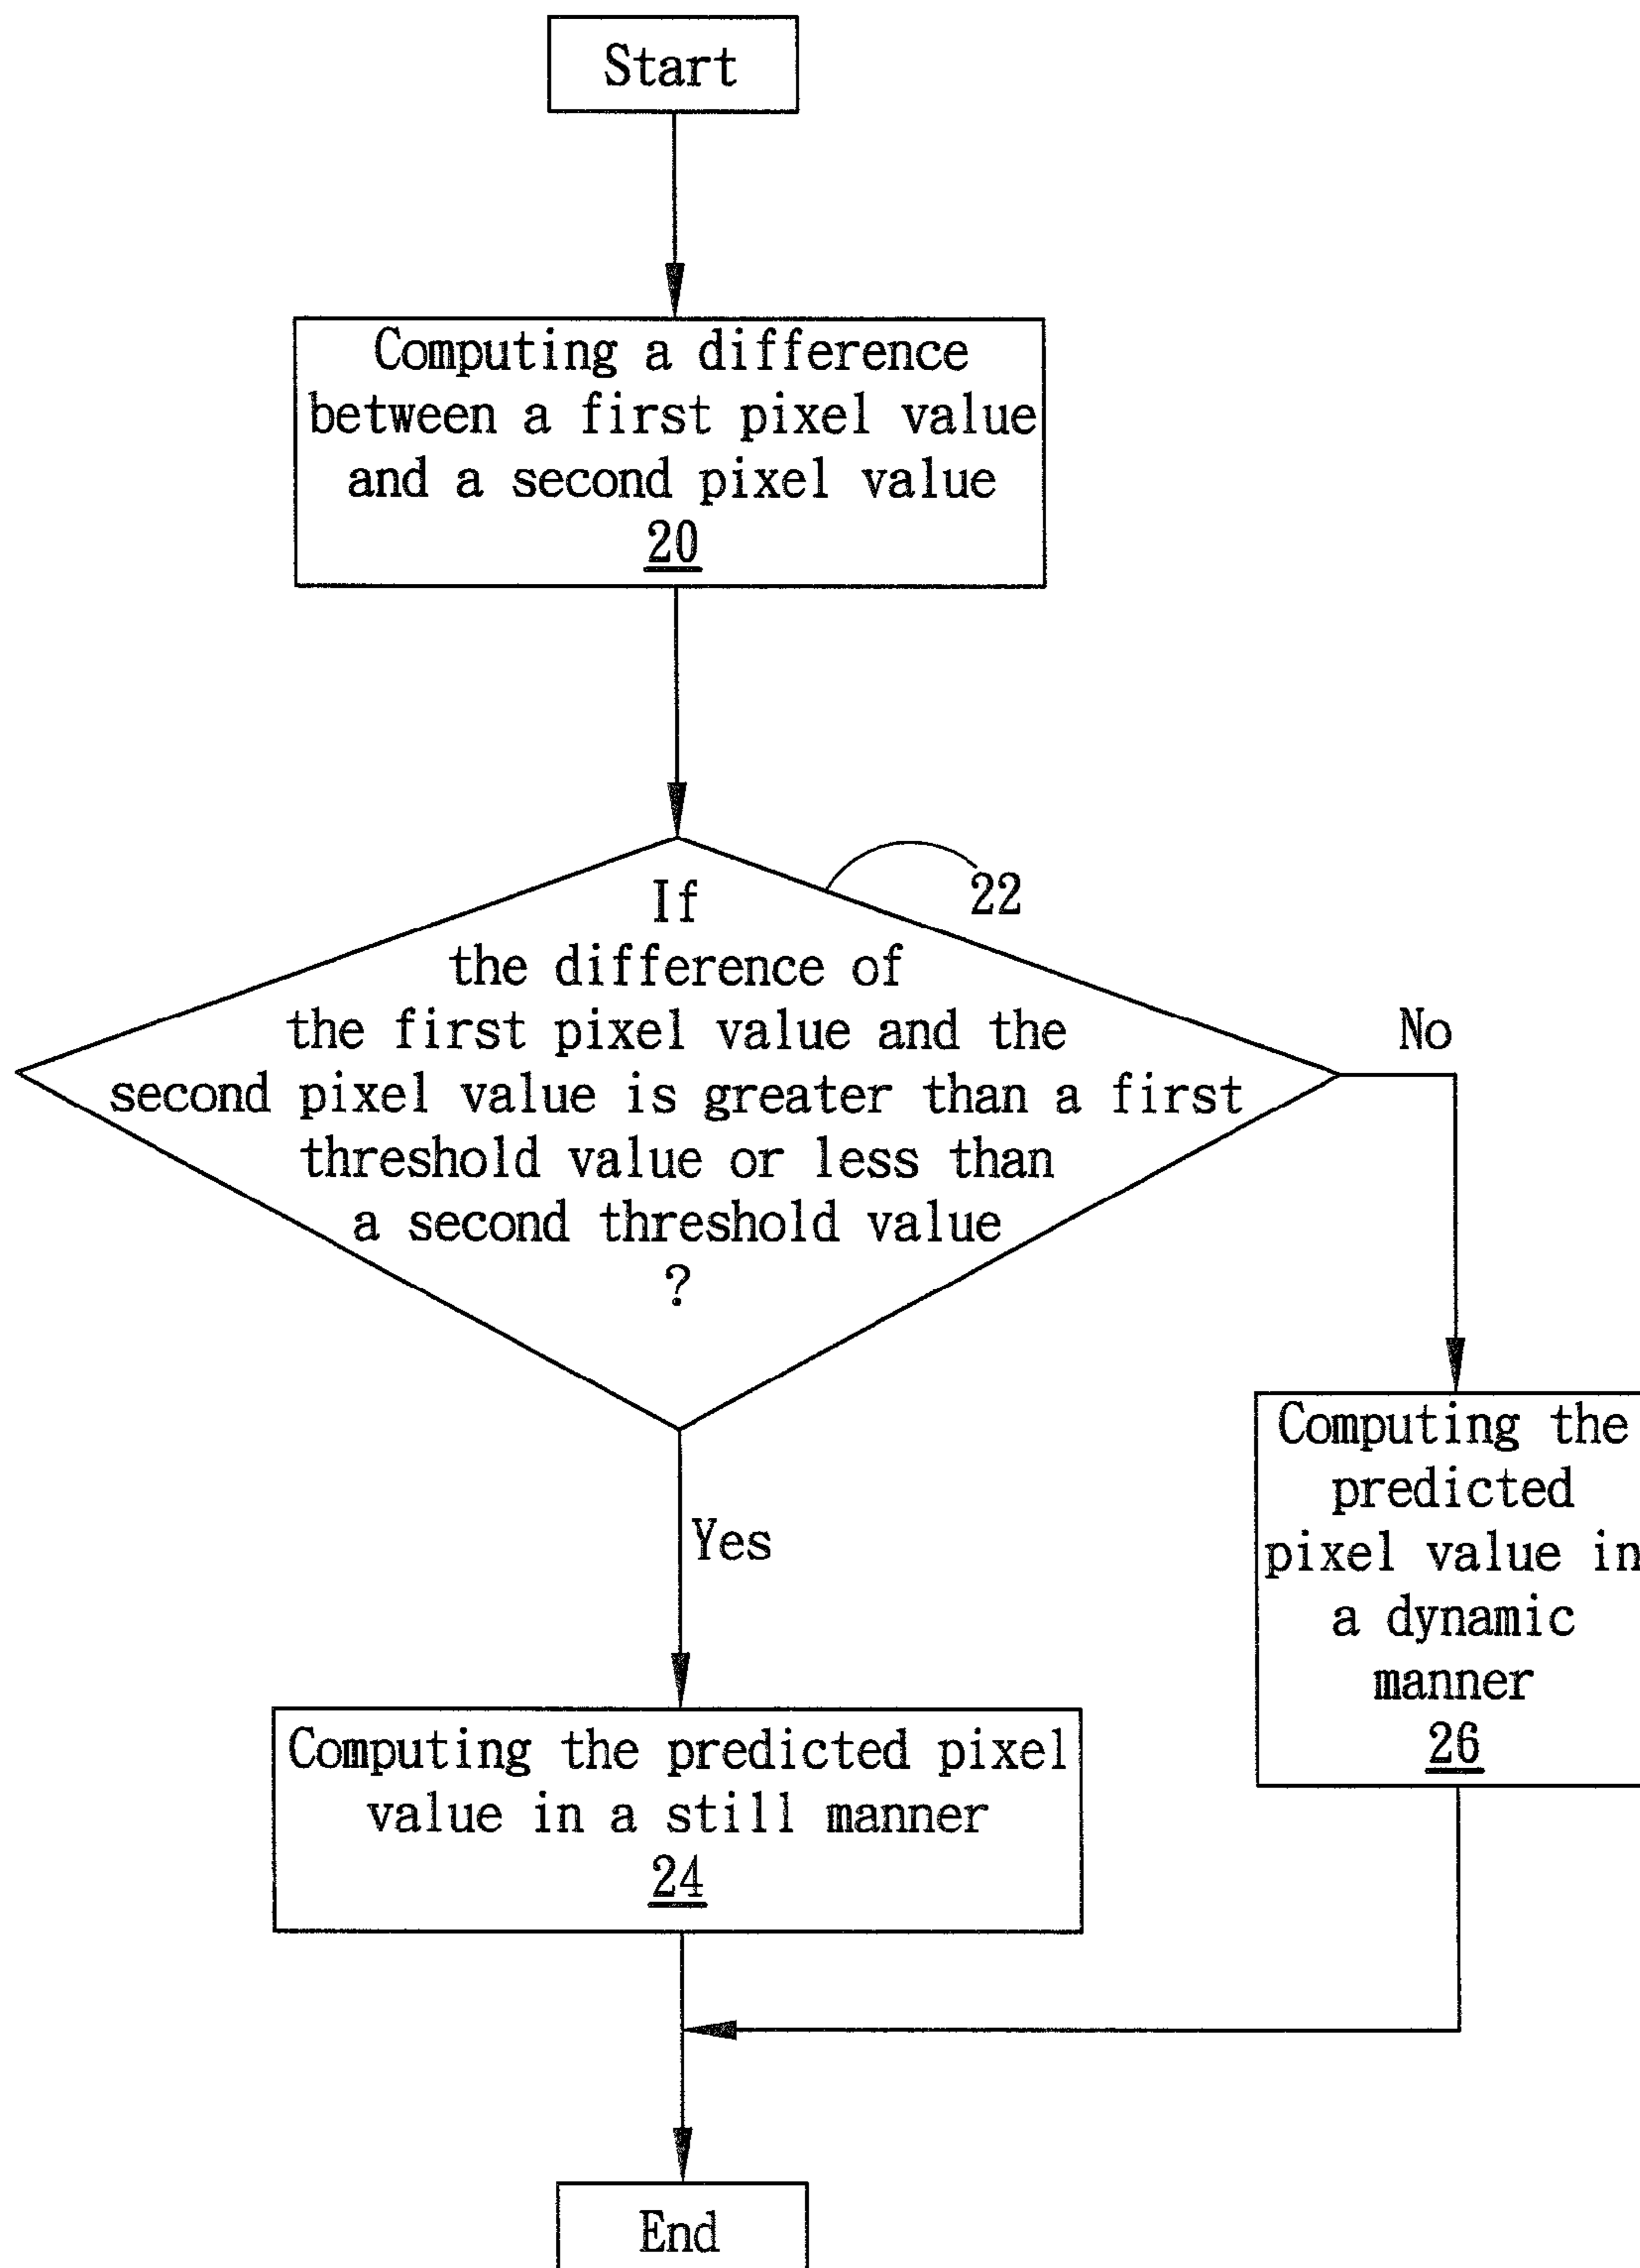 Start
Computing a difference
between a first pixel value
and a second pixel value
20
22
If
the difference of
the first pixel value and the
second pixel value is greater than a first
threshold value or less than
a second threshold value
?
No
Yes
Computing the
predicted
pixel value in
a dynamic
manner
26
Computing the predicted pixel
value in a still manner
24
End